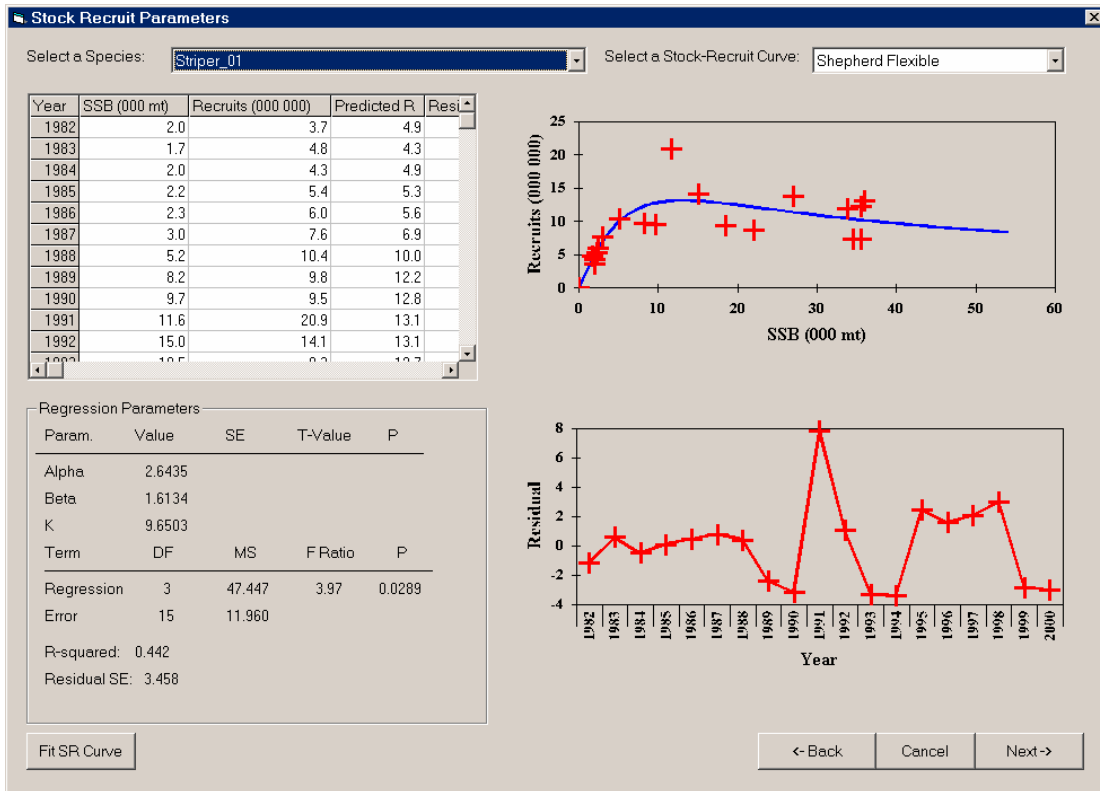 Stock Recruit Parameters
Select a Species: Striper_01 Select a Stock-Recruit Curve: Shepherd Flexible
Year SSB (000 mt) Recruits (000 000) Predicted R Resi
1982 2.0 3.7 4.9
1983 1.7 4.8 4.3
1984 2.0 4.3 4.9
1985 2.2 5.4 5.3
1986 2.3 6.0 5.6
1987 3.0 7.6 6.9
1988 5.2 10.4 10.0
1989 8.2 9.8 12.2
1990 9.7 9.5 12.8
1991 11.6 20.9 13.1
1992 15.0 14.1 13.1
Recruits (000 000)
25
20
15
10
5
0
0 10 20 30 40 50 60
SSB (000 mt)
Regression Parameters
Param. Value SE T-Value P
Alpha 2.6435
Beta 1.6134
K 9.6503
Term DF MS F Ratio P
Regression 3 47.447 3.97 0.0289
Error 15 11.960
R-squared: 0.442
Residual SE: 3.458
Residual
8
6
4
2
0
-2
-4
1982 1983 1984 1985 1986 1987 1988 1989 1990 1991 1992 1993 1994 1995 1996 1997 1998 1999 2000
Year
Fit SR Curve
<- Back Cancel Next ->